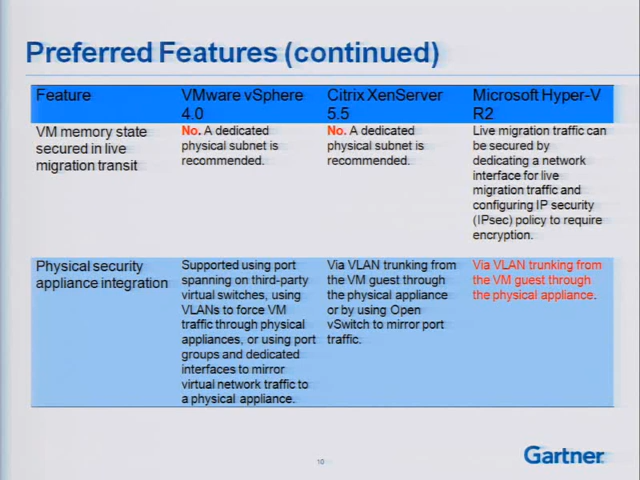 Preferred Features (continued)
Feature
VMware vSphere
4.0
Citrix XenServer
5.5
Microsoft Hyper-V
R2
VM memory state
secured in live
migration transit
No. A dedicated
physical subnet is
recommended.
No. A dedicated
physical subnet is
recommended.
Live migration traffic can
be secured by
dedicating a network
interface for live
migration traffic and
configuring IP security
(IPsec) policy to require
encryption.
Physical security
appliance integration
Supported using port
spanning on third-party
virtual switches, using
VLANs to force VM
traffic through physical
appliances, or using port
groups and dedicated
interfaces to mirror
virtual network traffic to
a physical appliance.
Via VLAN trunking from
the VM guest through
the physical appliance
or by using Open
vSwitch to mirror port
traffic.
Via VLAN trunking from
the VM guest through
the physical appliance.
10
Gartner